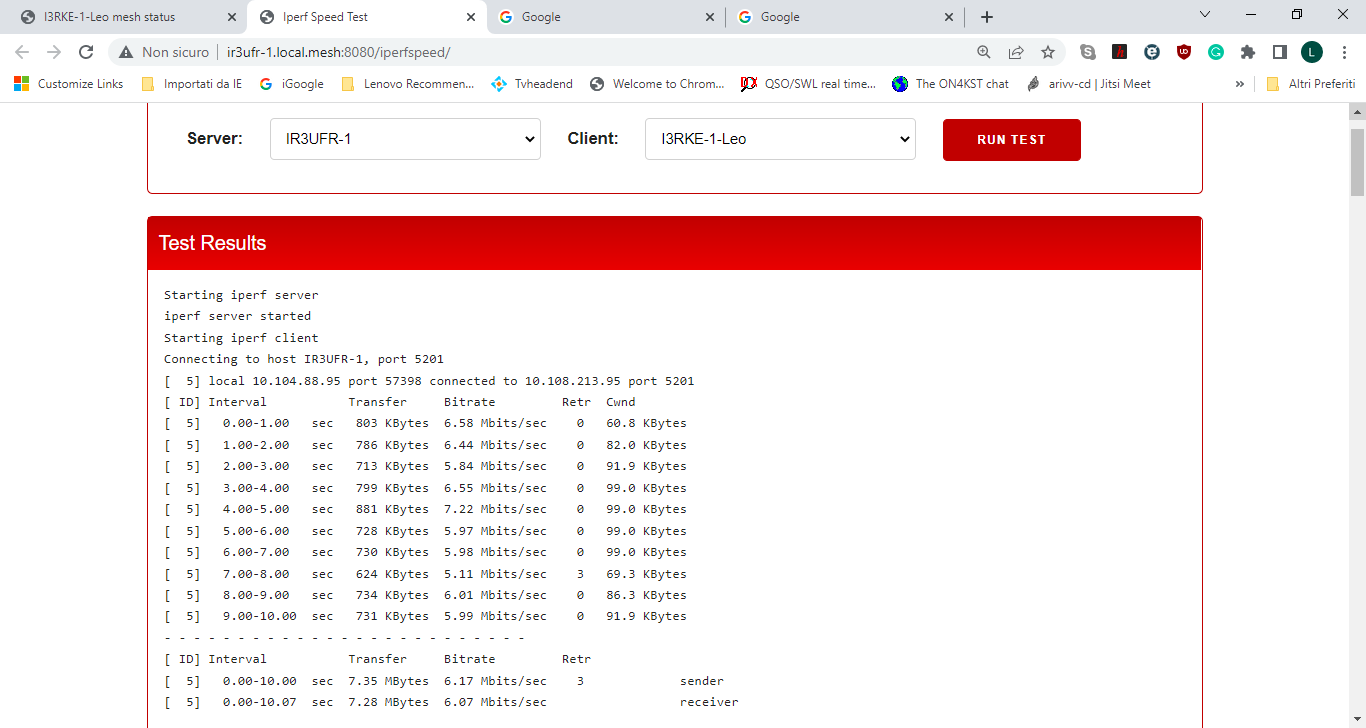 I3RKE-1-Leo mesh status
Iperf Speed Test
Google
Google
Non sicuro
ir3ufr-1.local.mesh:8080/iperfspeed/
L
Customize Links
Importati da IE
iGoogle
Lenovo Recommen...
Tvheadend
Welcome to Chrom...
QSO/SWL real time...
The ON4KST chat
arivv-cd | Jitsi Meet
»
Altri Preferiti
Server: IR3UFR-1 Client: I3RKE-1-Leo RUN TEST
Test Results
Starting iperf server
iperf server started
Starting iperf client
Connecting to host IR3UFR-1, port 5201
[  5] local 10.104.88.95 port 57398 connected to 10.108.213.95 port 5201
[ ID] Interval           Transfer     Bitrate         Retr  Cwnd
[  5]   0.00-1.00   sec   803 KBytes  6.58 Mbits/sec    0   60.8 KBytes
[  5]   1.00-2.00   sec   786 KBytes  6.44 Mbits/sec    0   82.0 KBytes
[  5]   2.00-3.00   sec   713 KBytes  5.84 Mbits/sec    0   91.9 KBytes
[  5]   3.00-4.00   sec   799 KBytes  6.55 Mbits/sec    0   99.0 KBytes
[  5]   4.00-5.00   sec   881 KBytes  7.22 Mbits/sec    0   99.0 KBytes
[  5]   5.00-6.00   sec   728 KBytes  5.97 Mbits/sec    0   99.0 KBytes
[  5]   6.00-7.00   sec   730 KBytes  5.98 Mbits/sec    0   99.0 KBytes
[  5]   7.00-8.00   sec   624 KBytes  5.11 Mbits/sec    3   69.3 KBytes
[  5]   8.00-9.00   sec   734 KBytes  6.01 Mbits/sec    0   86.3 KBytes
[  5]   9.00-10.00  sec   731 KBytes  5.99 Mbits/sec    0   91.9 KBytes
- - - - - - - - - - - - - - - - - - - - - - - - -
[ ID] Interval           Transfer     Bitrate         Retr
[  5]   0.00-10.00  sec  7.35 MBytes  6.17 Mbits/sec    3             sender
[  5]   0.00-10.07  sec  7.28 MBytes  6.07 Mbits/sec                  receiver